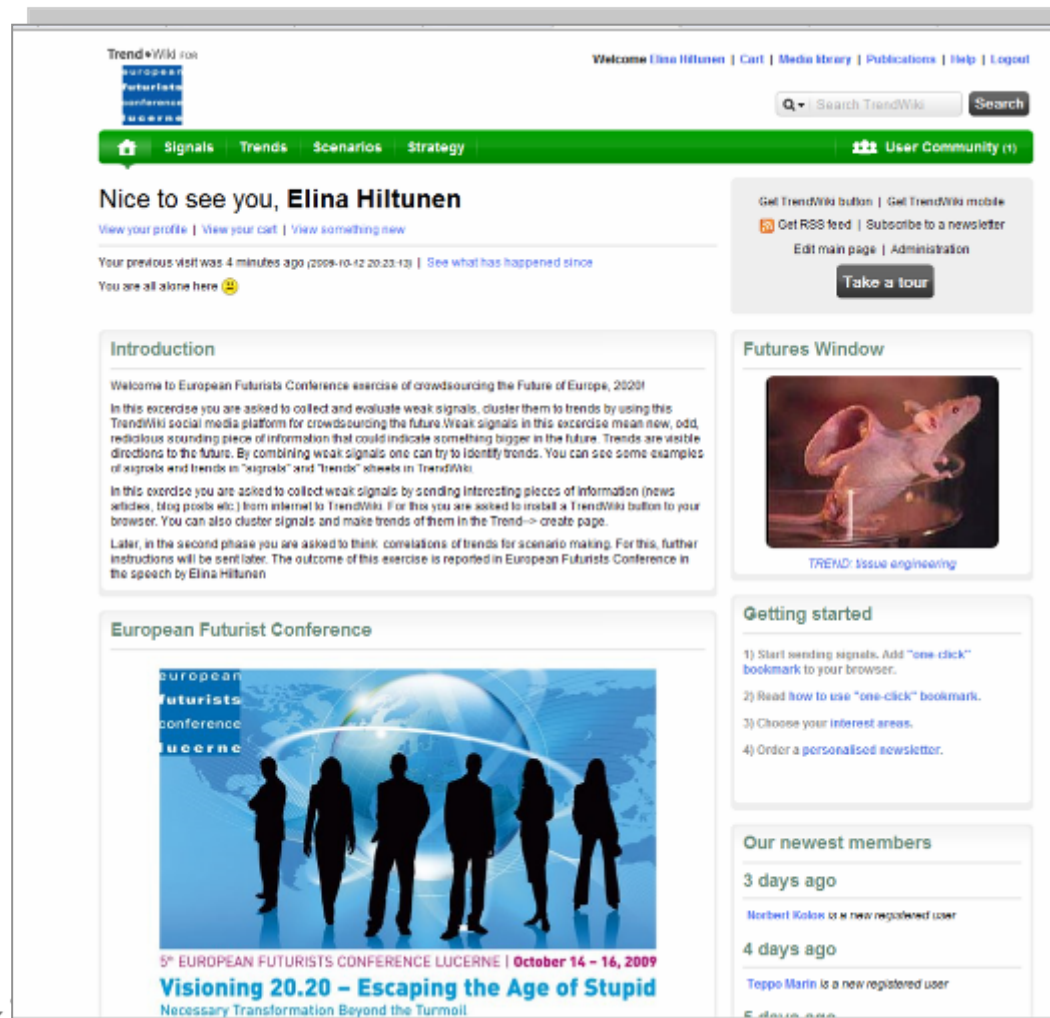 Trend Wiki FOR
european
futurists
conference
lucerne
Welcome Elina Hiltunen | Cart | Media library | Publications | Help | Logout
Search TrendWiki
Search
Signals Trends Scenarios Strategy
User Community (1)
Nice to see you, Elina Hiltunen
View your profile | View your cart | View something new
Your previous visit was 4 minutes ago (2009-10-12 20:23:13) | See what has happened since
You are all alone here
Get TrendWiki button | Get TrendWiki mobile
Get RSS feed | Subscribe to a newsletter
Edit main page | Administration
Take a tour
Introduction
Welcome to European Futurists Conference exercise of crowdsourcing the Future of Europe, 2020!
In this excercise you are asked to collect and evaluate weak signals, cluster them to trends by using this
TrendWiki social media platform for crowdsourcing the future.Weak signals in this exercise mean new, odd,
rediculous sounding piece of information that could indicate something bigger in the future. Trends are visible
directions to the future. By combining weak signals one can try to identify trends. You can see some examples
of signals and trends in "signals" and "trends" sheets in TrendWiki.
In this exercise you are asked to collect weak signals by sending interesting pieces of information (news
articles, blog posts etc.) from internet to TrendWiki. For this you are asked to install a TrendWiki button to your
browser. You can also cluster signals and make trends of them in the Trend--> create page.
Later, in the second phase you are asked to think correlations of trends for scenario making. For this, further
instructions will be sent later. The outcome of this exercise is reported in European Futurists Conference in
the speech by Elina Hiltunen
Futures Window
TREND: tissue engineering
European Futurist Conference
european
futurists
conference
lucerne
5th EUROPEAN FUTURISTS CONFERENCE LUCERNE | October 14 – 16, 2009
Visioning 20.20 – Escaping the Age of Stupid
Necessary Transformation Beyond the Turmoil
Getting started
1) Start sending signals. Add "one-click"
bookmark to your browser.
2) Read how to use "one-click" bookmark.
3) Choose your interest areas.
4) Order a personalised newsletter.
Our newest members
3 days ago
Norbert Kolos is a new registered user
4 days ago
Teppo Marin is a new registered user
5 days ago